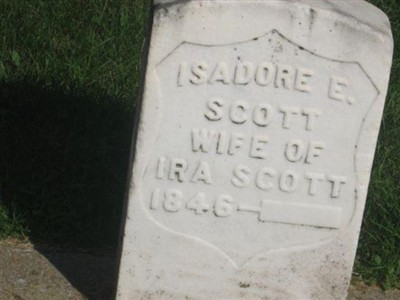 ISADORE E.
SCOTT
WIFE OF
IRA SCOTT
1846-